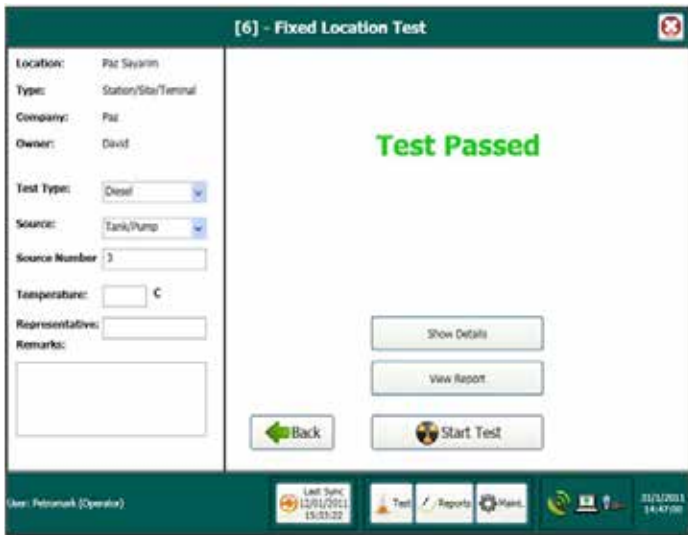 [6] - Fixed Location Test
Location: Paz Sayarim
Type: Station/Site/Terminal
Company: Paz
Owner: David
Test Passed
Test Type: Diesel
Source: Tank/Pump
Source Number 3
Temperature: C
Representative:
Remarks:
Show Details
View Report
Back
Start Test
User: Petromark (Operator)
Last Sync
12/01/2011
15:03:22
Test
Reports
Maint.
31/1/2011
14:47:00